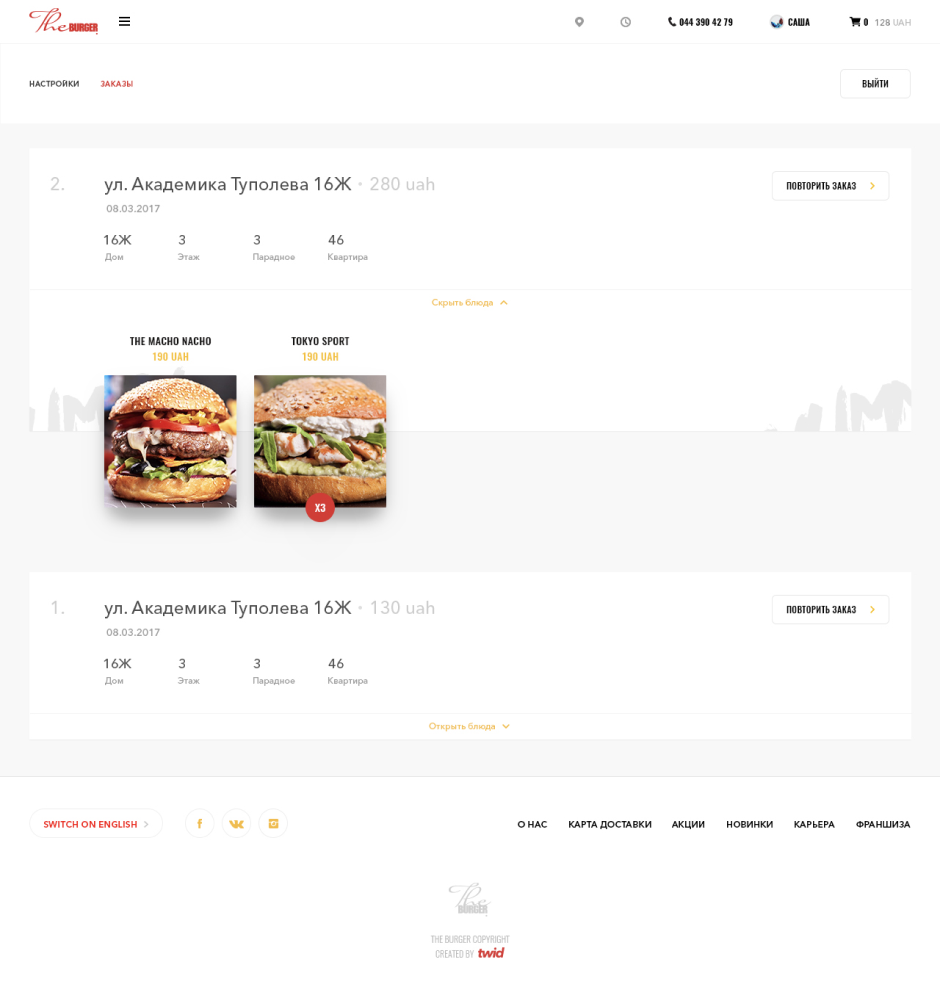 The BURGER
044 390 42 79
САША
0 128 UAH
НАСТРОЙКИ
ЗАКАЗЫ
ВЫЙТИ
2.
ул. Академика Туполева 16Ж • 280 uah
ПОВТОРИТЬ ЗАКАЗ
08.03.2017
16Ж 3 3 46
Дом Этаж Парадное Квартира
Скрыть блюда
THE MACHO NACHO
190 UAH
TOKYO SPORT
190 UAH
X3
1.
ул. Академика Туполева 16Ж • 130 uah
ПОВТОРИТЬ ЗАКАЗ
08.03.2017
16Ж 3 3 46
Дом Этаж Парадное Квартира
Открыть блюда
SWITCH ON ENGLISH
О НАС КАРТА ДОСТАВКИ АКЦИИ НОВИНКИ КАРЬЕРА ФРАНШИЗА
The BURGER
THE BURGER COPYRIGHT
CREATED BY twid